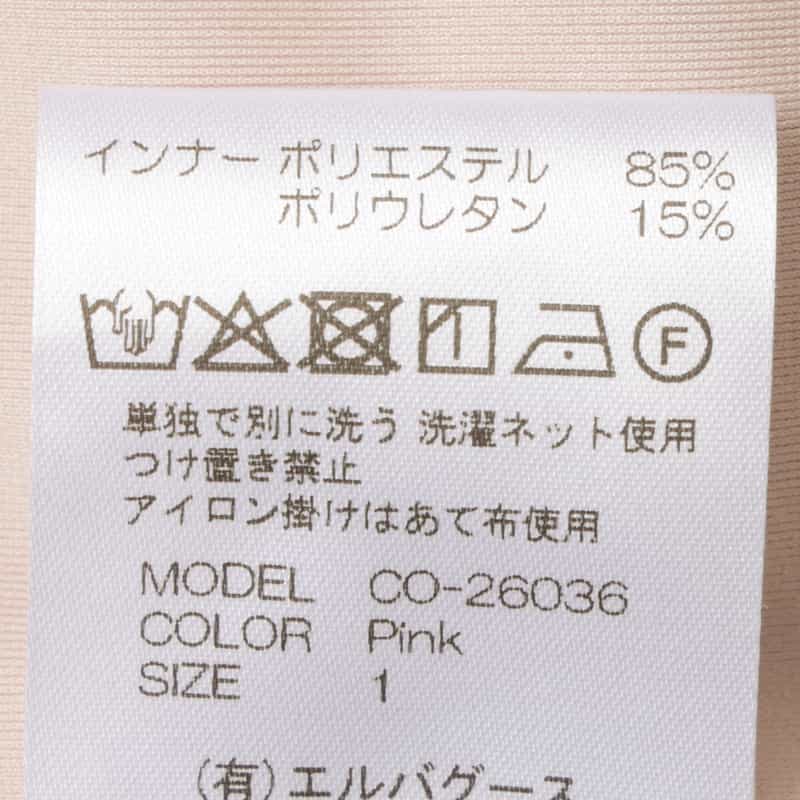 インナー ポリエステル 85%
ポリウレタン 15%
F
単独で別に洗う 洗濯ネット使用
つけ置き禁止
アイロン掛けはあて布使用
MODEL CO-26036
COLOR Pink
SIZE 1
(有)エルバグース